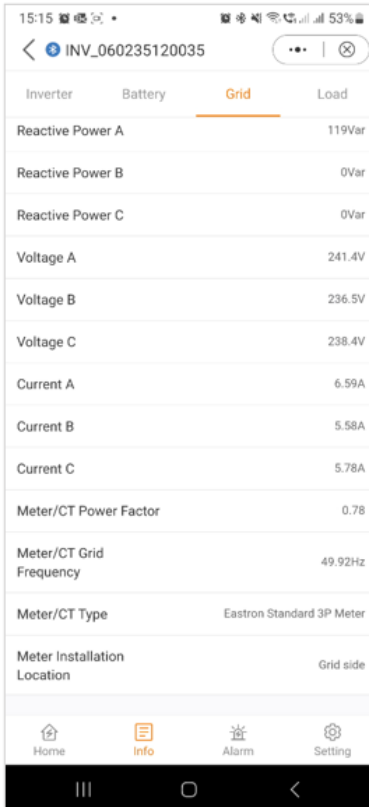 15:15
53%
INV_060235120035
Inverter Battery Grid Load
Reactive Power A 119Var
Reactive Power B 0Var
Reactive Power C 0Var
Voltage A 241.4V
Voltage B 236.5V
Voltage C 238.4V
Current A 6.59A
Current B 5.58A
Current C 5.78A
Meter/CT Power Factor 0.78
Meter/CT Grid
Frequency 49.92Hz
Meter/CT Type Eastron Standard 3P Meter
Meter Installation
Location Grid side
Home Info Alarm Setting